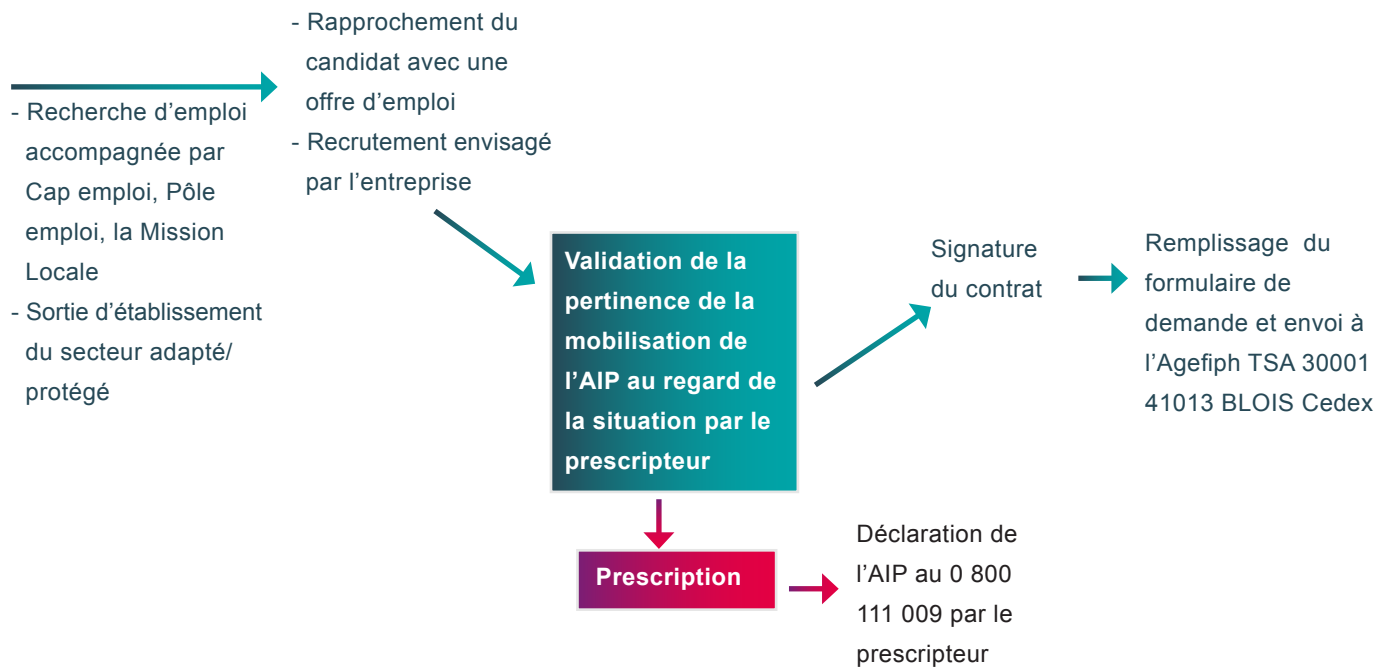 - Recherche d’emploi
accompagnée par
Cap emploi, Pôle
emploi, la Mission
Locale
- Sortie d’établissement
du secteur adapté/
protégé
- Rapprochement du
candidat avec une
offre d’emploi
- Recrutement envisagé
par l’entreprise
Validation de la
pertinence de la
mobilisation de
l’AIP au regard de
la situation par le
prescripteur
Signature
du contrat
Remplissage du
formulaire de
demande et envoi à
l’Agefiph TSA 30001
41013 BLOIS Cedex
Prescription
Déclaration de
l’AIP au 0 800
111 009 par le
prescripteur